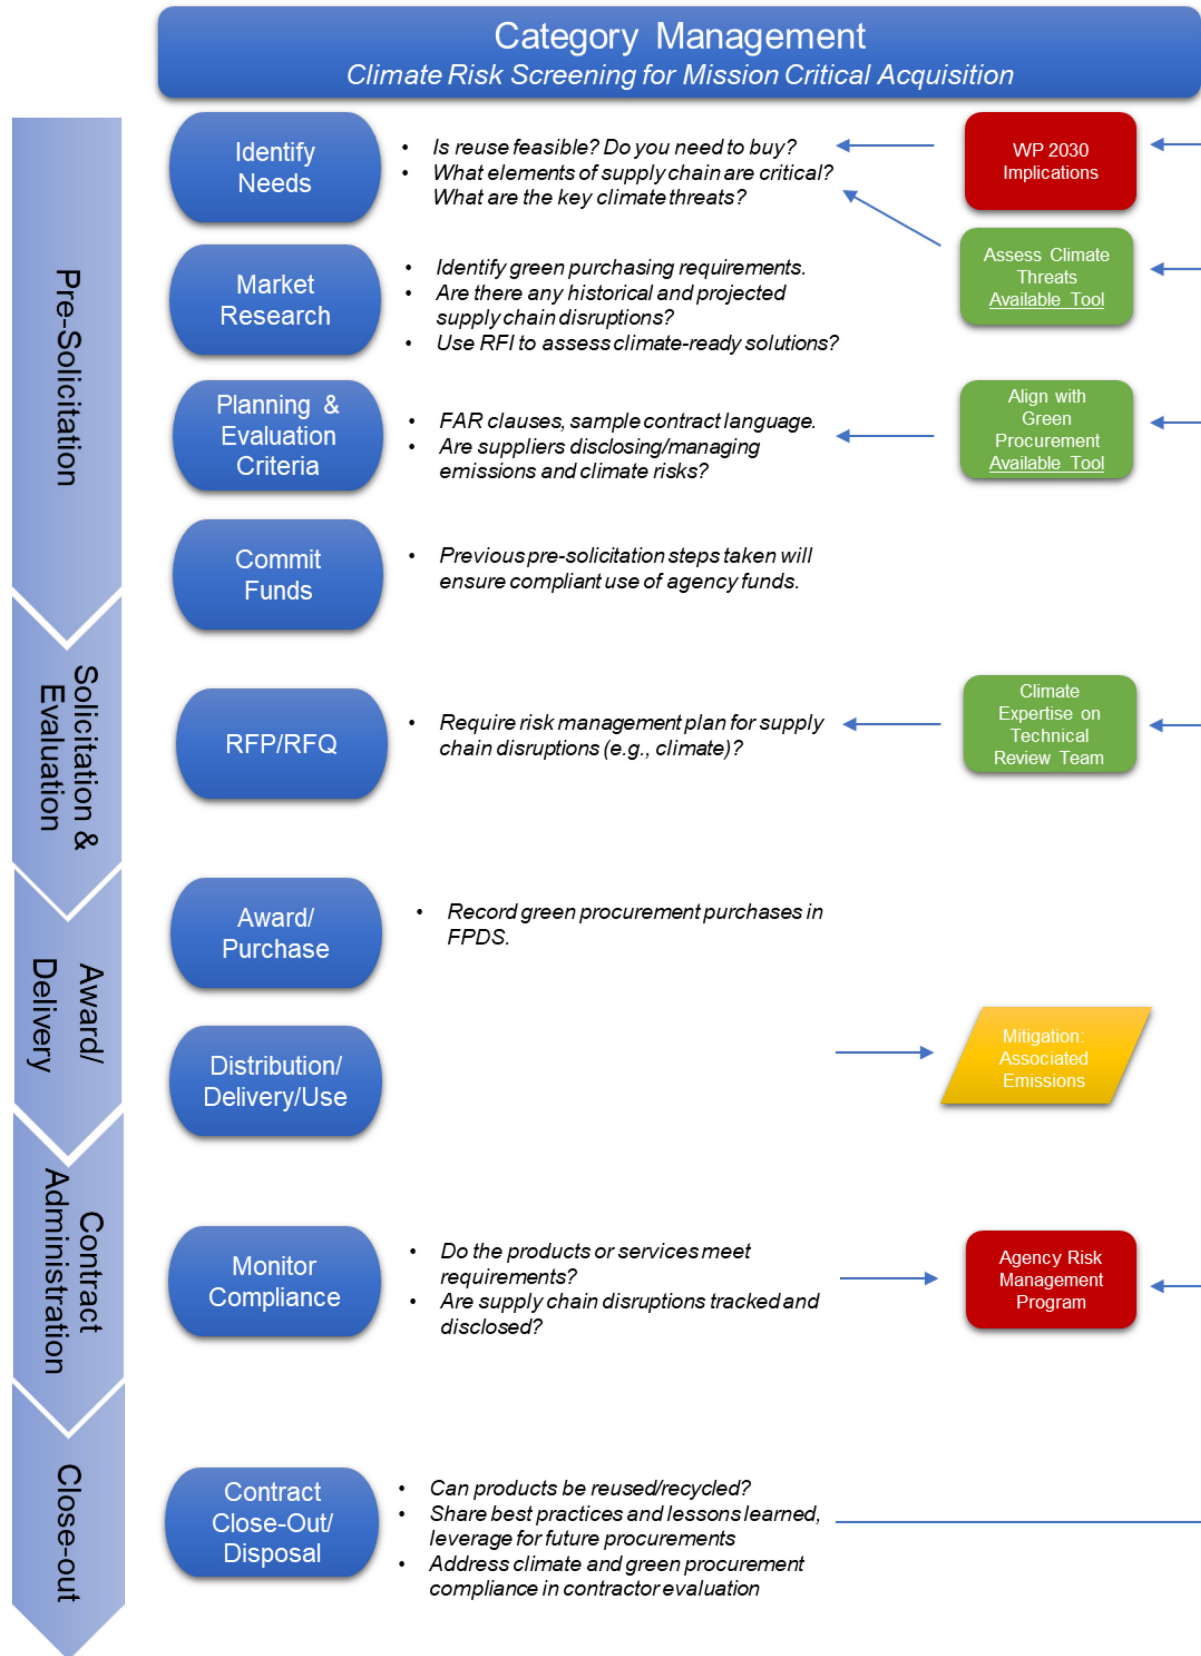 Category Management
Climate Risk Screening for Mission Critical Acquisition
Pre-Solicitation
Identify
Needs
• Is reuse feasible? Do you need to buy?
• What elements of supply chain are critical?
What are the key climate threats?
WP 2030
Implications
Market
Research
• Identify green purchasing requirements.
• Are there any historical and projected
supply chain disruptions?
• Use RFI to assess climate-ready solutions?
Assess Climate
Threats
Available Tool
Planning &
Evaluation
Criteria
• FAR clauses, sample contract language.
• Are suppliers disclosing/managing
emissions and climate risks?
Align with
Green
Procurement
Available Tool
Commit
Funds
• Previous pre-solicitation steps taken will
ensure compliant use of agency funds.
Solicitation &
Evaluation
RFP/RFQ
• Require risk management plan for supply
chain disruptions (e.g., climate)?
Climate
Expertise on
Technical
Review Team
Award/
Delivery
Award/
Purchase
• Record green procurement purchases in
FPDS.
Distribution/
Delivery/Use
Mitigation:
Associated
Emissions
Contract
Administration
Monitor
Compliance
• Do the products or services meet
requirements?
• Are supply chain disruptions tracked and
disclosed?
Agency Risk
Management
Program
Close-out
Contract
Close-Out/
Disposal
• Can products be reused/recycled?
• Share best practices and lessons learned,
leverage for future procurements
• Address climate and green procurement
compliance in contractor evaluation